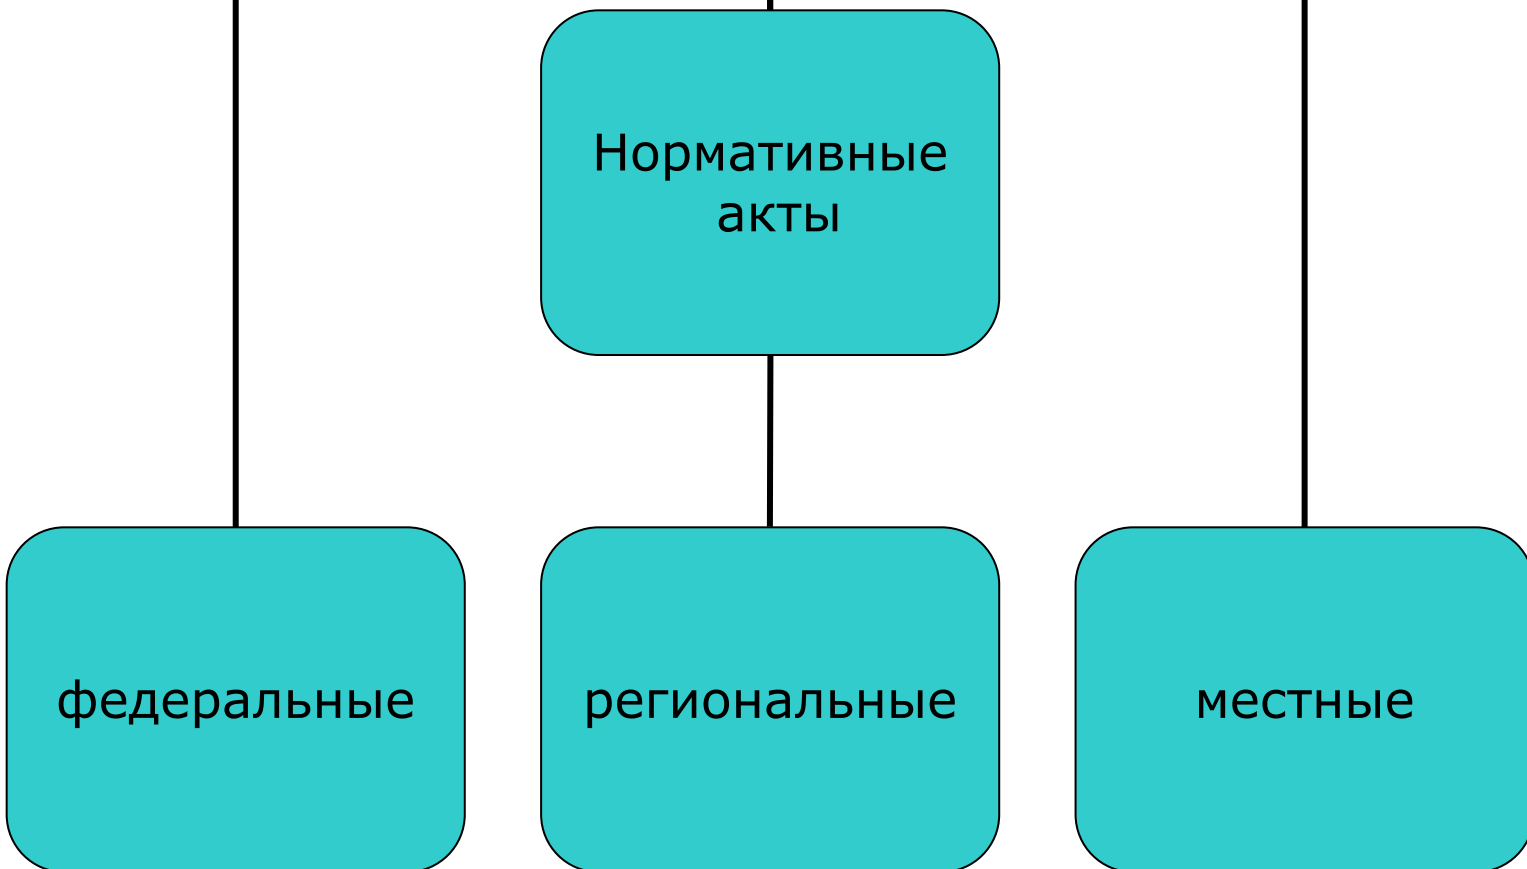 Нормативные
акты
федеральные
региональные
местные